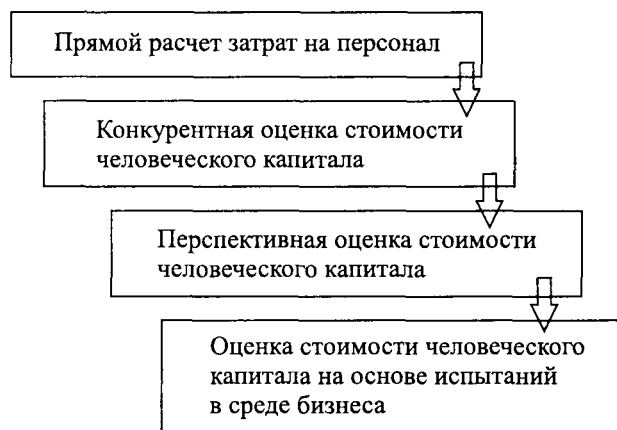 Прямой расчет затрат на персонал
Конкурентная оценка стоимости
человеческого капитала
Перспективная оценка стоимости
человеческого капитала
Оценка стоимости человеческого
капитала на основе испытаний
в среде бизнеса